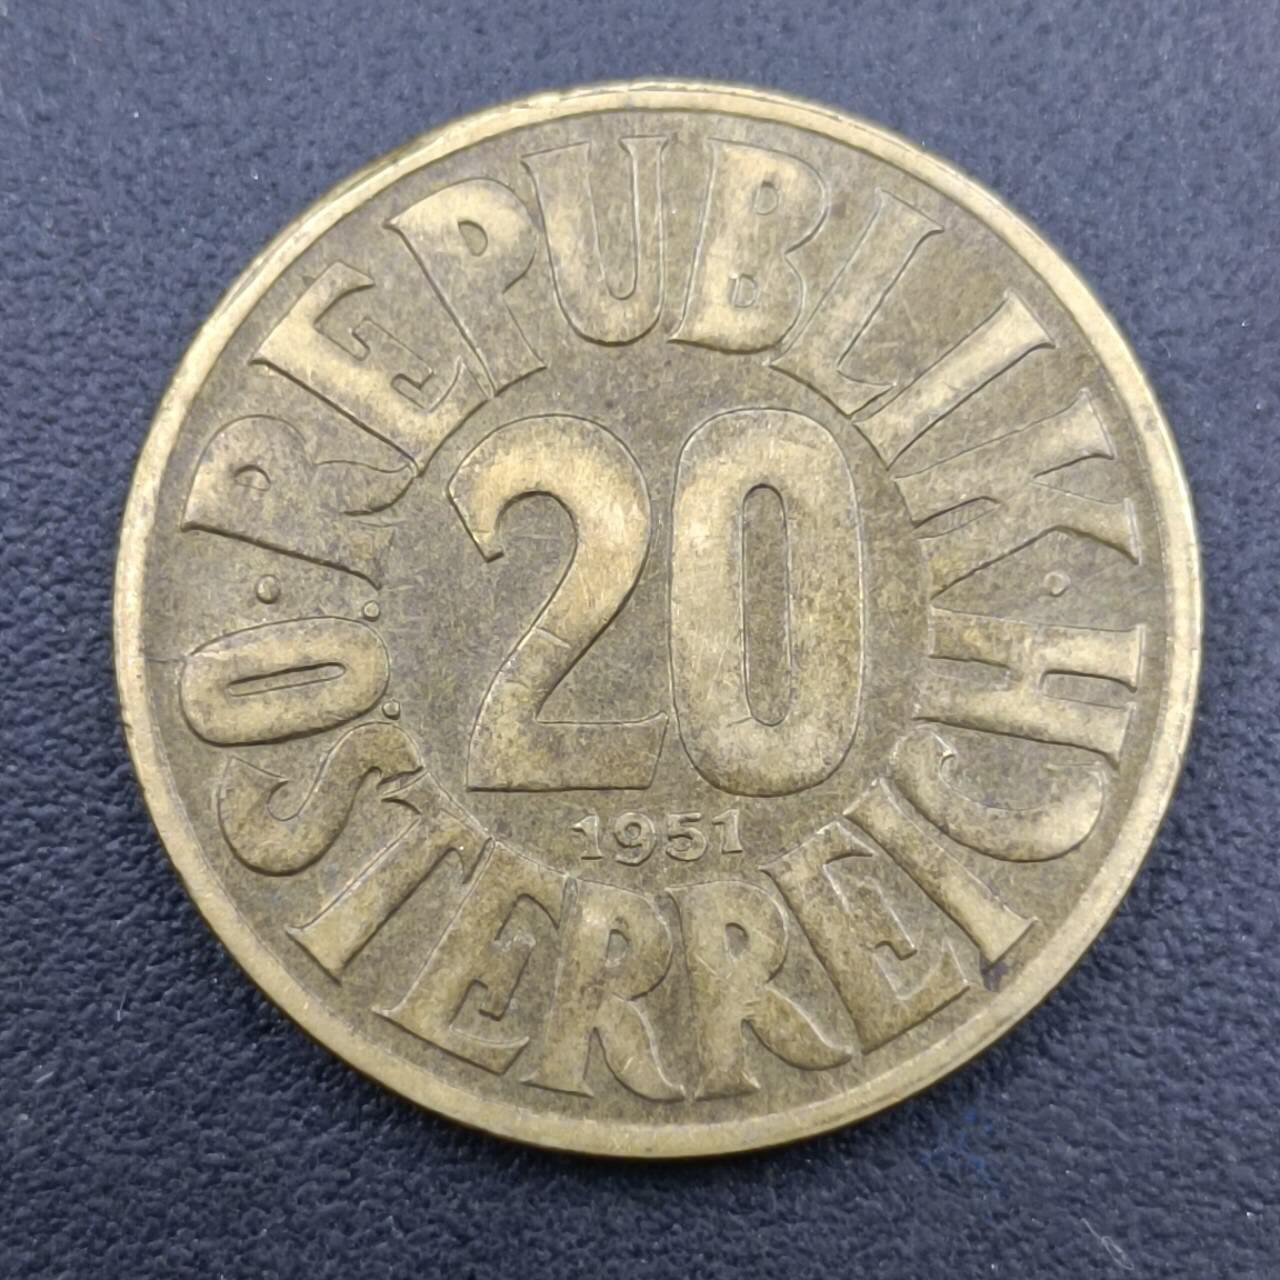 REPUBLIK
20
1951
ÖSTERREICH